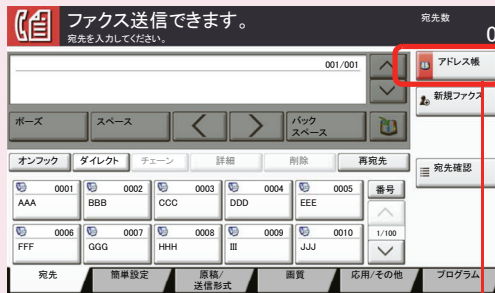 ファクス送信できます。
宛先を入力してください。
宛先数
0
001/001
アドレス帳
新規ファクス
ポーズ
スペース
バック
スペース
オンフック
ダイレクト
チェーン
詳細
削除
再宛先
宛先確認
0001
AAA
0002
BBB
0003
CCC
0004
DDD
0005
EEE
番号
0006
FFF
0007
GGG
0008
HHH
0009
III
0010
JJJ
1/100
宛先
簡単設定
原稿/
送信形式
画質
応用/その他
プログラム